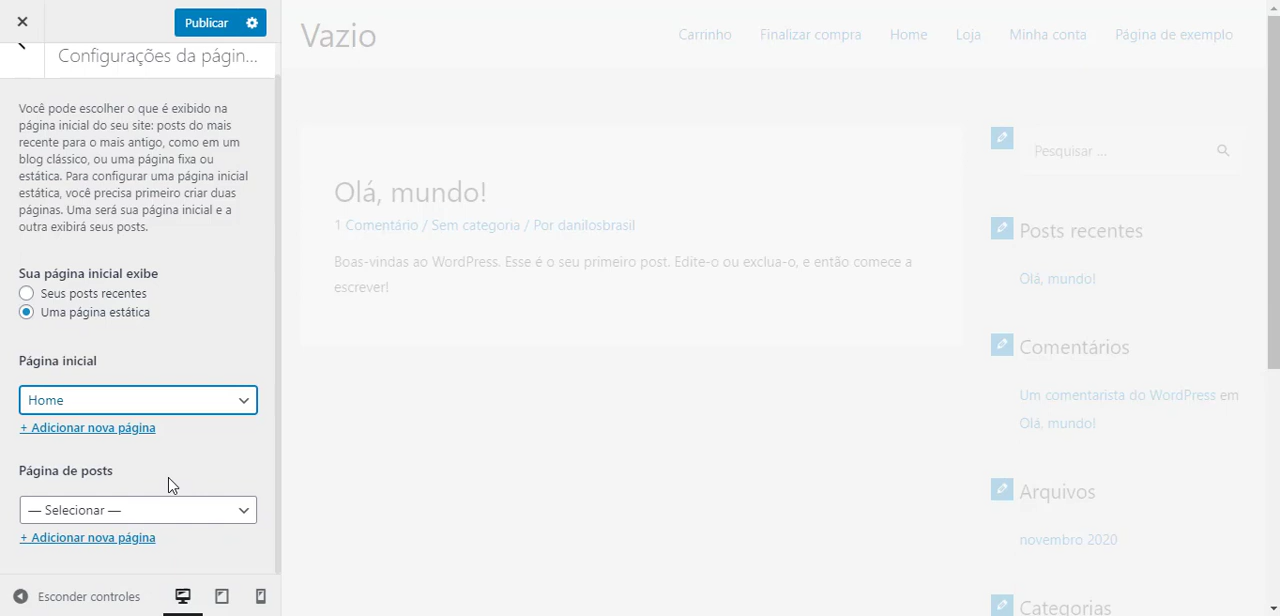 Publicar
Configurações da págin...
Você pode escolher o que é exibido na
página inicial do seu site: posts do mais
recente para o mais antigo, como em um
blog clássico, ou uma página fixa ou
estática. Para configurar uma página inicial
estática, você precisa primeiro criar duas
páginas. Uma será sua página inicial e a
outra exibirá seus posts.
Sua página inicial exibe
Seus posts recentes
Uma página estática
Página inicial
Home
+ Adicionar nova página
Página de posts
— Selecionar —
+ Adicionar nova página
Esconder controles
Vazio
Carrinho Finalizar compra Home Loja Minha conta Página de exemplo
Olá, mundo!
1 Comentário / Sem categoria / Por danilosbrasil
Boas-vindas ao WordPress. Esse é o seu primeiro post. Edite-o ou exclua-o, e então comece a
escrever!
Pesquisar ...
Posts recentes
Olá, mundo!
Comentários
Um comentarista do WordPress em
Olá, mundo!
Arquivos
novembro 2020
Categorias